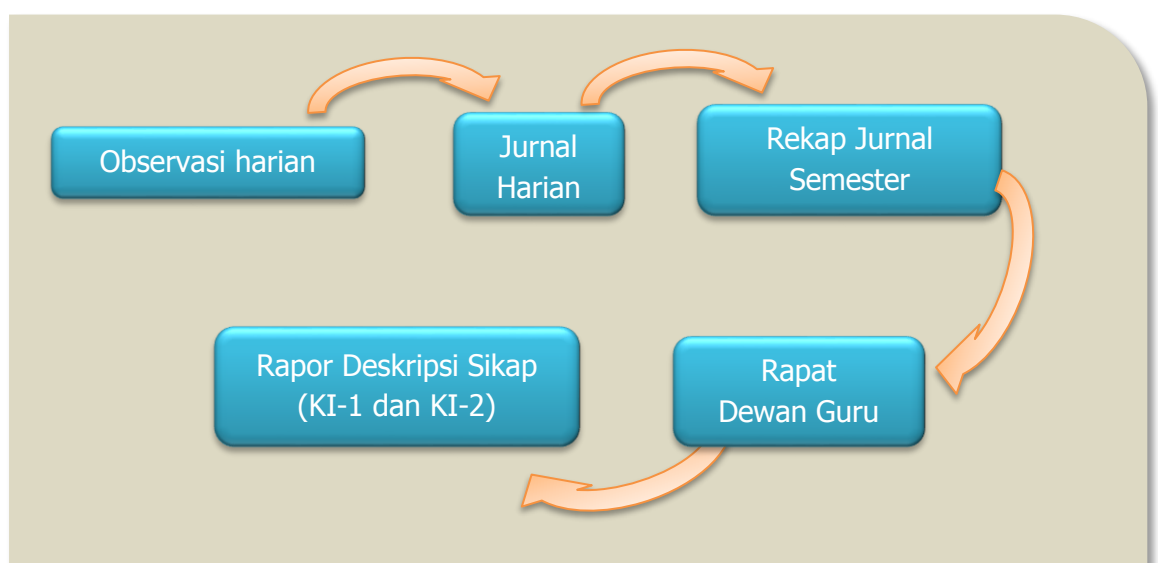 Observasi harian
Jurnal
Harian
Rekap Jurnal
Semester
Rapat
Dewan Guru
Rapor Deskripsi Sikap
(KI-1 dan KI-2)